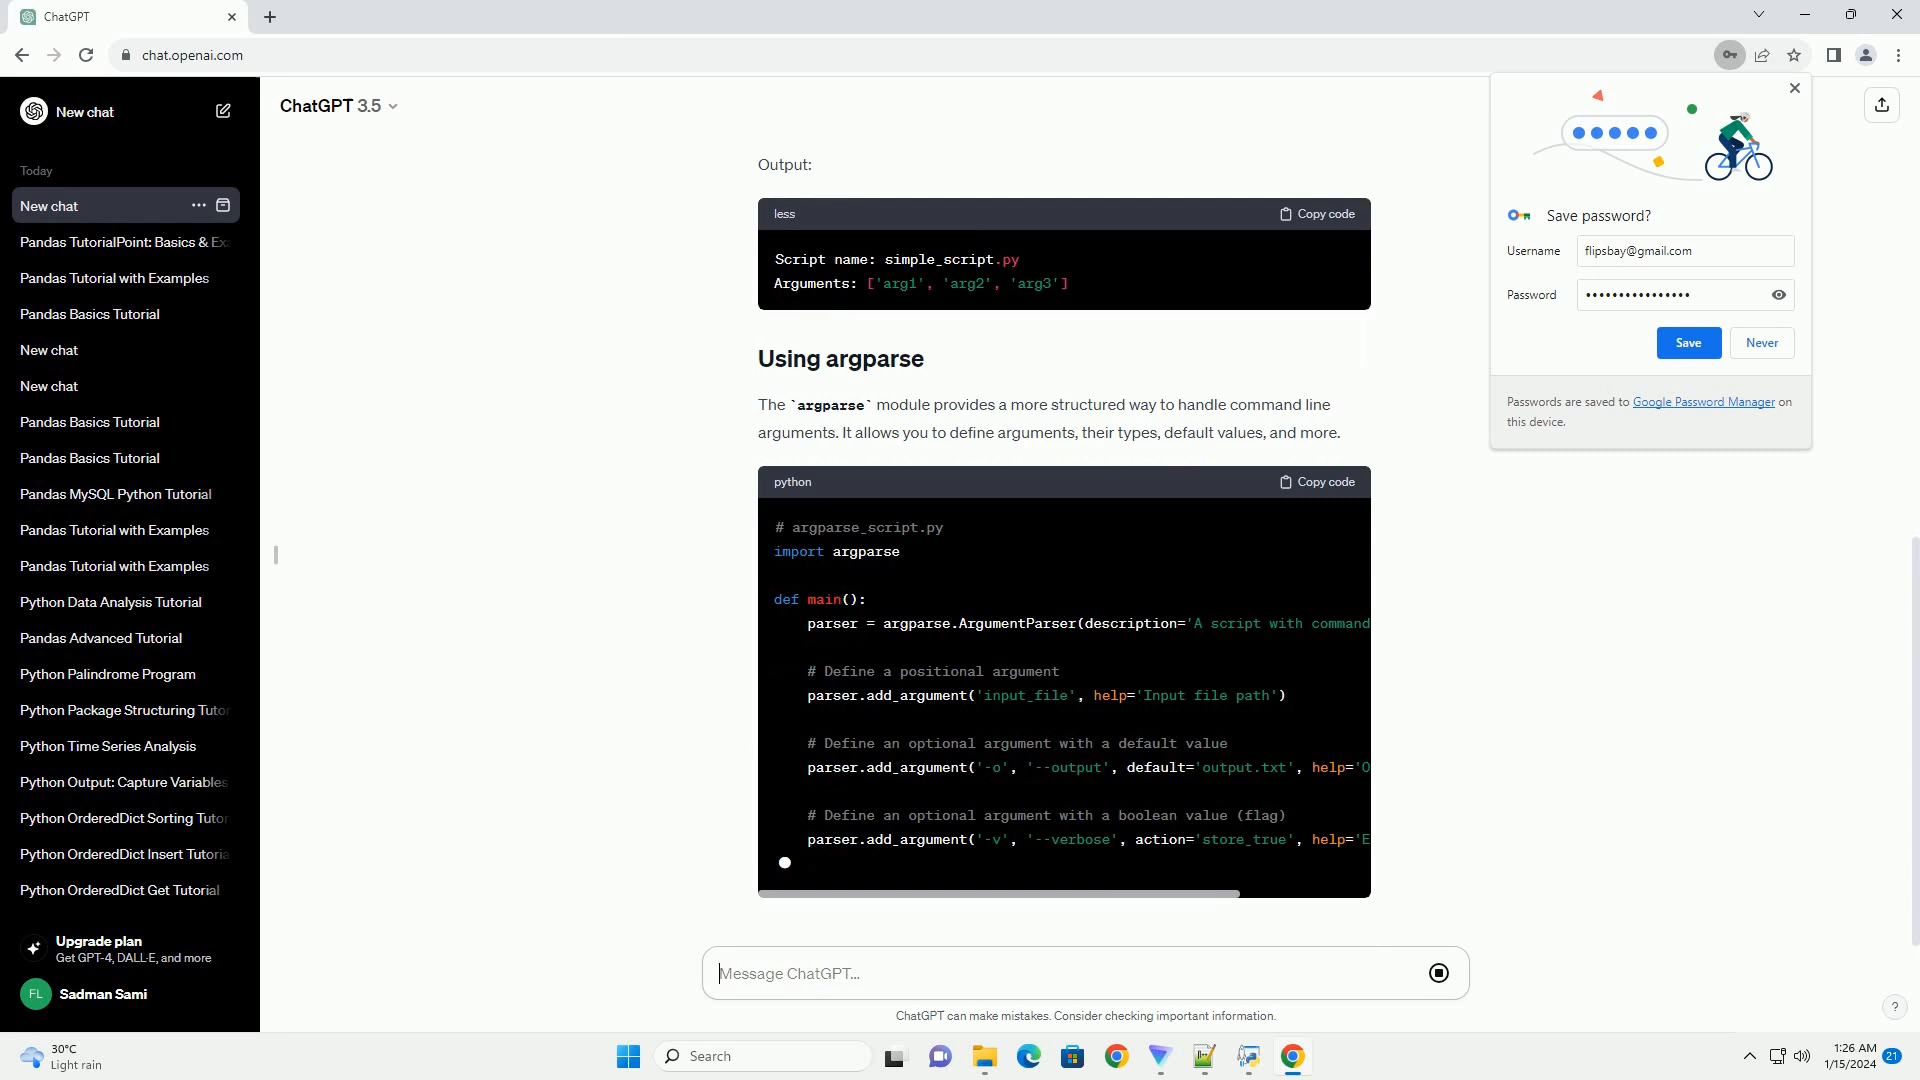 ChatGPT
chat.openai.com
New chat
Today
New chat
Pandas TutorialPoint: Basics & Ex
Pandas Tutorial with Examples
Pandas Basics Tutorial
New chat
New chat
Pandas Basics Tutorial
Pandas Basics Tutorial
Pandas MySQL Python Tutorial
Pandas Tutorial with Examples
Pandas Tutorial with Examples
Python Data Analysis Tutorial
Pandas Advanced Tutorial
Python Palindrome Program
Python Package Structuring Tutor
Python Time Series Analysis
Python Output: Capture Variables
Python OrderedDict Sorting Tutor
Python OrderedDict Insert Tutoria
Python OrderedDict Get Tutorial
Upgrade plan
Get GPT-4, DALL·E, and more
FL Sadman Sami
ChatGPT 3.5
Output:
less Copy code
Script name: simple_script.py
Arguments: ['arg1', 'arg2', 'arg3']
Using argparse
The `argparse` module provides a more structured way to handle command line
arguments. It allows you to define arguments, their types, default values, and more.
python Copy code
# argparse_script.py
import argparse
def main():
parser = argparse.ArgumentParser(description='A script with command
# Define a positional argument
parser.add_argument('input_file', help='Input file path')
# Define an optional argument with a default value
parser.add_argument('-o', '--output', default='output.txt', help='O
# Define an optional argument with a boolean value (flag)
parser.add_argument('-v', '--verbose', action='store_true', help='E
Message ChatGPT...
ChatGPT can make mistakes. Consider checking important information.
?
Save password?
Username flipsbay@gmail.com
Password ••••••••••••••••
Save Never
Passwords are saved to Google Password Manager on
this device.
30°C
Light rain
Search
1:26 AM
1/15/2024
21